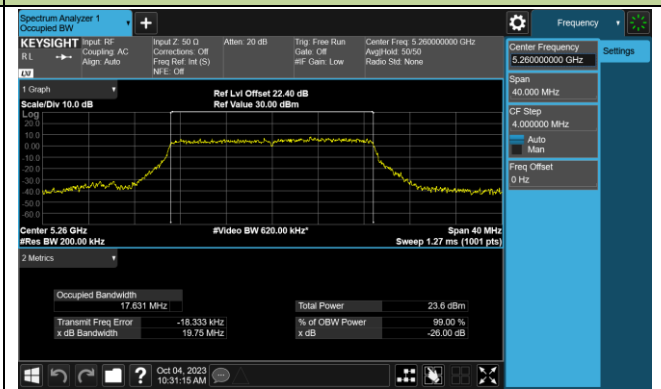 Spectrum Analyzer 1
Occupied BW
+
Frequency
KEYSIGHT
RL
LXI
Input: RF
Coupling: AC
Align: Auto
Input Z: 50 Ω
Corrections: Off
Freq Ref: Int (S)
NFE: Off
Atten: 20 dB
Trig: Free Run
Gate: Off
#IF Gain: Low
Center Freq: 5.260000000 GHz
Avg|Hold: 50/50
Radio Std: None
Center Frequency
5.260000000 GHz
Settings
Span
40.000 MHz
CF Step
4.000000 MHz
Auto
Man
Freq Offset
0 Hz
1 Graph
Scale/Div 10.0 dB
Ref Lvl Offset 22.40 dB
Ref Value 30.00 dBm
Log
20.0
10.0
0.00
-10.0
-20.0
-30.0
-40.0
-50.0
-60.0
Center 5.26 GHz
#Video BW 620.00 kHz*
Span 40 MHz
#Res BW 200.00 kHz
Sweep 1.27 ms (1001 pts)
2 Metrics
Occupied Bandwidth
17.631 MHz
Total Power 23.6 dBm
Transmit Freq Error -18.333 kHz
% of OBW Power 99.00 %
x dB Bandwidth 19.75 MHz
x dB -26.00 dB
?
Oct 04, 2023
10:31:15 AM